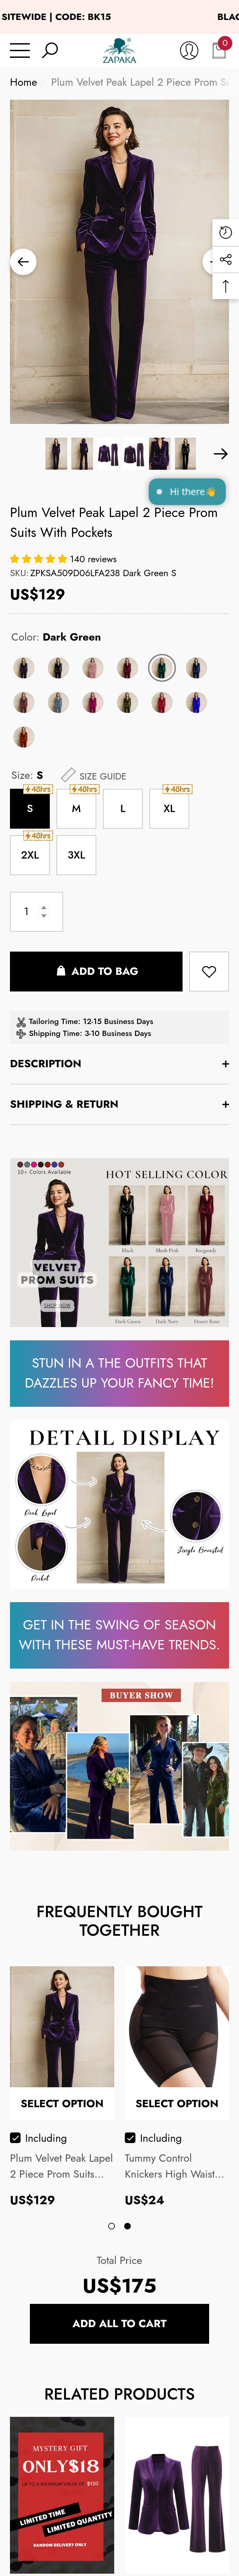 SITEWIDE | CODE: BK15
BLAC
ZAPAKA
0
Home
Plum Velvet Peak Lapel 2 Piece Prom S
Hi there👋
Plum Velvet Peak Lapel 2 Piece Prom
Suits With Pockets
140 reviews
SKU: ZPKSA509D06LFA238 Dark Green S
US$129
Color: Dark Green
Size: S
SIZE GUIDE
48hrs
48hrs
48hrs
S
M
L
XL
48hrs
2XL
3XL
1
ADD TO BAG
Tailoring Time: 12-15 Business Days
Shipping Time: 3-10 Business Days
DESCRIPTION
+
SHIPPING & RETURN
+
10+ Colors Available
VELVET
PROM SUITS
SHOP NOW
HOT SELLING COLOR
Black
Blush Pink
Burgundy
Dark Green
Dark Navy
Desert Rose
STUN IN A THE OUTFITS THAT
DAZZLES UP YOUR FANCY TIME!
DETAIL DISPLAY
Peak Lapel
Pocket
Single Breasted
GET IN THE SWING OF SEASON
WITH THESE MUST-HAVE TRENDS.
BUYER SHOW
FREQUENTLY BOUGHT
TOGETHER
SELECT OPTION
SELECT OPTION
Including
Including
Plum Velvet Peak Lapel
2 Piece Prom Suits...
Tummy Control
Knickers High Waist...
US$129
US$24
Total Price
US$175
ADD ALL TO CART
RELATED PRODUCTS
MYSTERY GIFT
ONLY$18
UP TO A MAXIMUM VALUE OF $130
LIMITED TIME
LIMITED QUANTITY
RANDOM DELIVERY ONLY